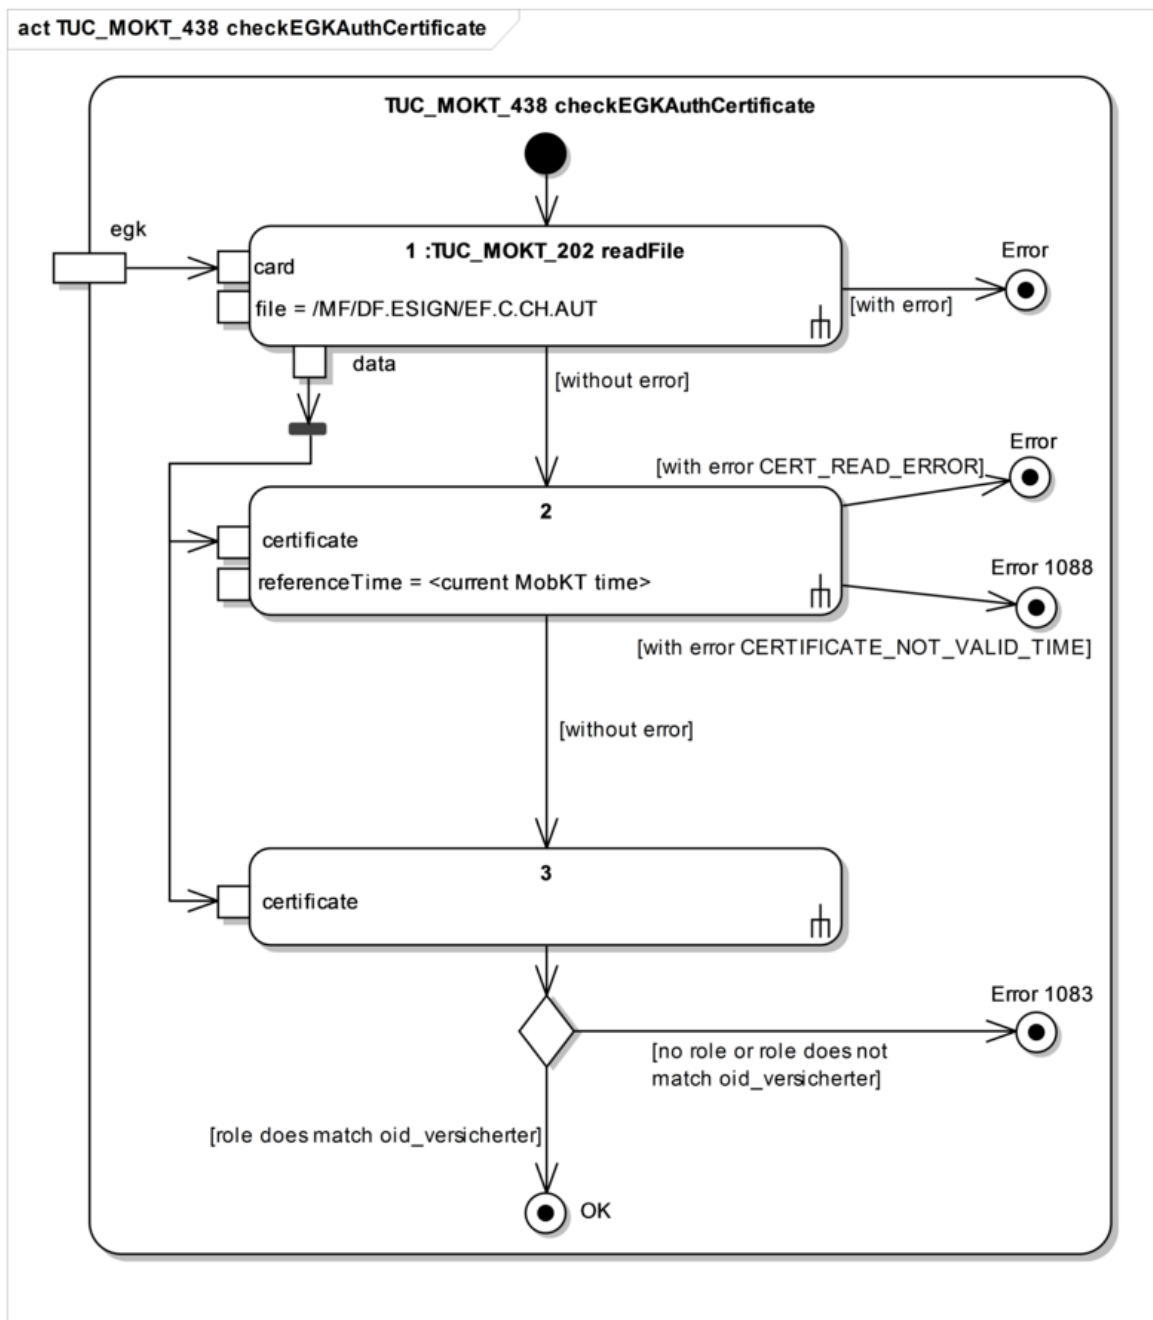 act TUC_MOKT_438 checkEGKAuthCertificate
TUC_MOKT_438 checkEGKAuthCertificate
egk
1 :TUC_MOKT_202 readFile
card
file = /MF/DF.ESIGN/EF.C.CH.AUT
Error
[with error]
data
[without error]
Error
[with error CERT_READ_ERROR]
2
certificate
referenceTime = <current MobKT time>
Error 1088
[with error CERTIFICATE_NOT_VALID_TIME]
[without error]
3
certificate
Error 1083
[no role or role does not
match oid_versicherter]
[role does match oid_versicherter]
OK